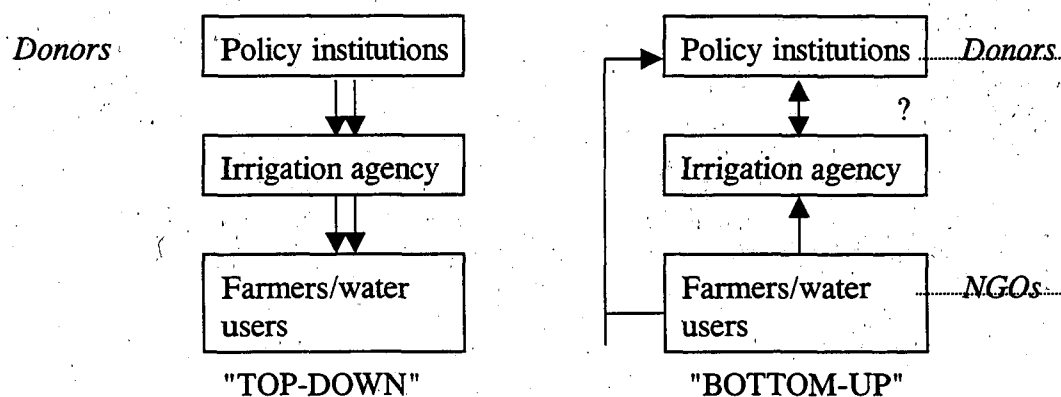 Donors
Policy institutions
Irrigation agency
Farmers/water
users
"TOP-DOWN"
Policy institutions
Donors
?
Irrigation agency
Farmers/water
users
NGOs
"BOTTOM-UP"